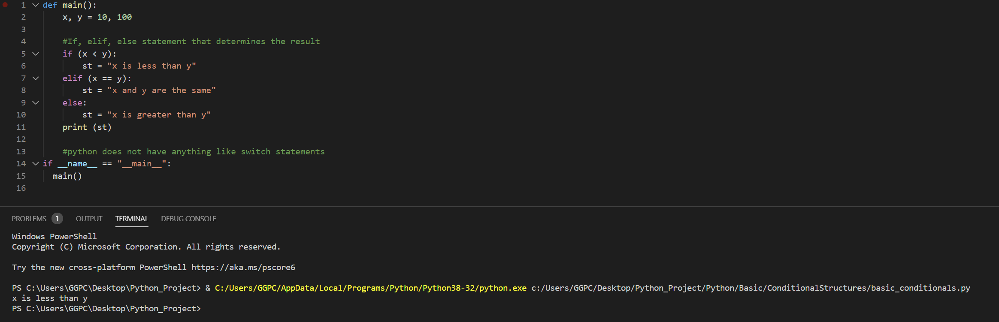 1 def main():
2     x, y = 10, 100
3
4     #If, elif, else statement that determines the result
5     if (x < y):
6         st = "x is less than y"
7     elif (x == y):
8         st = "x and y are the same"
9     else:
10         st = "x is greater than y"
11     print (st)
12
13     #python does not have anything like switch statements
14 if __name__ == "__main__":
15   main()
16
PROBLEMS 1 OUTPUT TERMINAL DEBUG CONSOLE
Windows PowerShell
Copyright (C) Microsoft Corporation. All rights reserved.
Try the new cross-platform PowerShell https://aka.ms/pscore6
PS C:\Users\GGPC\Desktop\Python_Project> & C:/Users/GGPC/AppData/Local/Programs/Python/Python38-32/python.exe c:/Users/GGPC/Desktop/Python_Project/Python/Basic/ConditionalStructures/basic_conditionals.py
x is less than y
PS C:\Users\GGPC\Desktop\Python_Project>